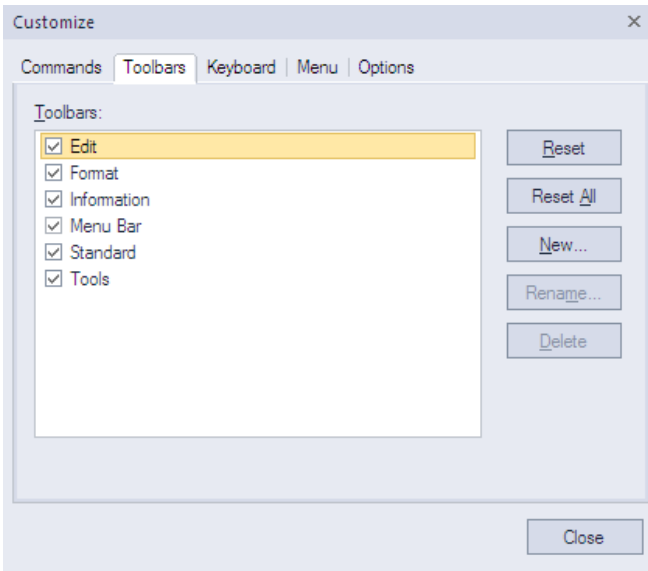 Customize
Commands Toolbars Keyboard Menu Options
Toolbars:
Edit
Format
Information
Menu Bar
Standard
Tools
Reset
Reset All
New...
Rename...
Delete
Close